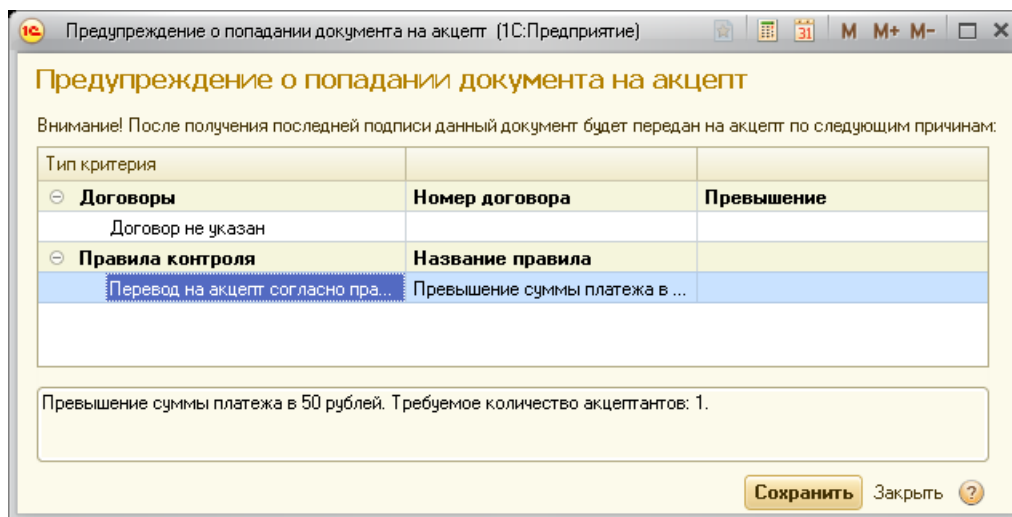 1С Предупреждение о попадании документа на акцепт (1С:Предприятие) 31 M M+ M-
Предупреждение о попадании документа на акцепт
Внимание! После получения последней подписи данный документ будет передан на акцепт по следующим причинам:
Тип критерия
Договоры Номер договора Превышение
Договор не указан
Правила контроля Название правила
Перевод на акцепт согласно пра... Превышение суммы платежа в ...
Превышение суммы платежа в 50 рублей. Требуемое количество акцептантов: 1.
Сохранить Закрыть ?